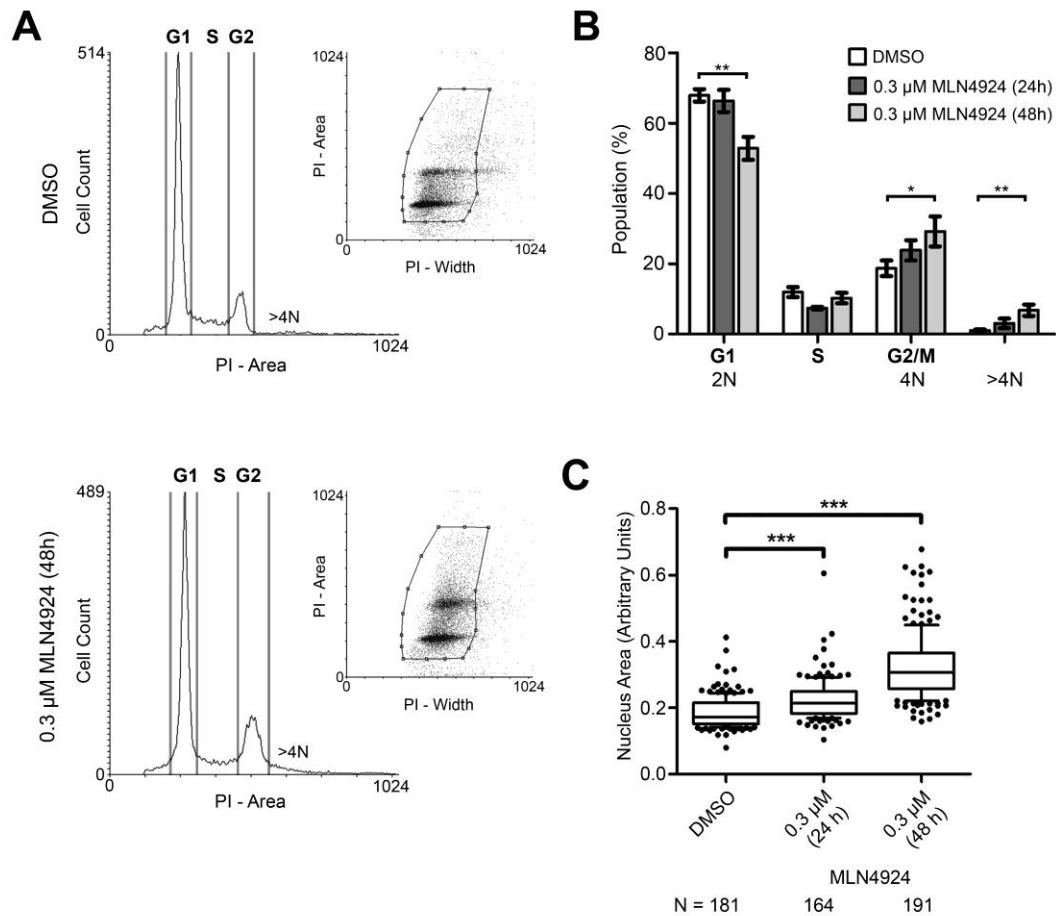 A
G1 S G2
514
DMSO
Cell Count
0
0
1024
PI - Area
>4N
1024
PI - Area
0
0
1024
PI - Width
B
DMSO
0.3 µM MLN4924 (24h)
0.3 µM MLN4924 (48h)
80
60
40
20
0
Population (%)
**
*
**
G1 S G2/M
2N 4N >4N
G1 S G2
489
0.3 µM MLN4924 (48h)
Cell Count
0
0
1024
PI - Area
>4N
1024
PI - Area
0
0
1024
PI - Width
C
0.8
0.6
0.4
0.2
0.0
Nucleus Area (Arbitrary Units)
***
***
DMSO
0.3 µM
(24 h)
0.3 µM
(48 h)
MLN4924
N = 181 164 191